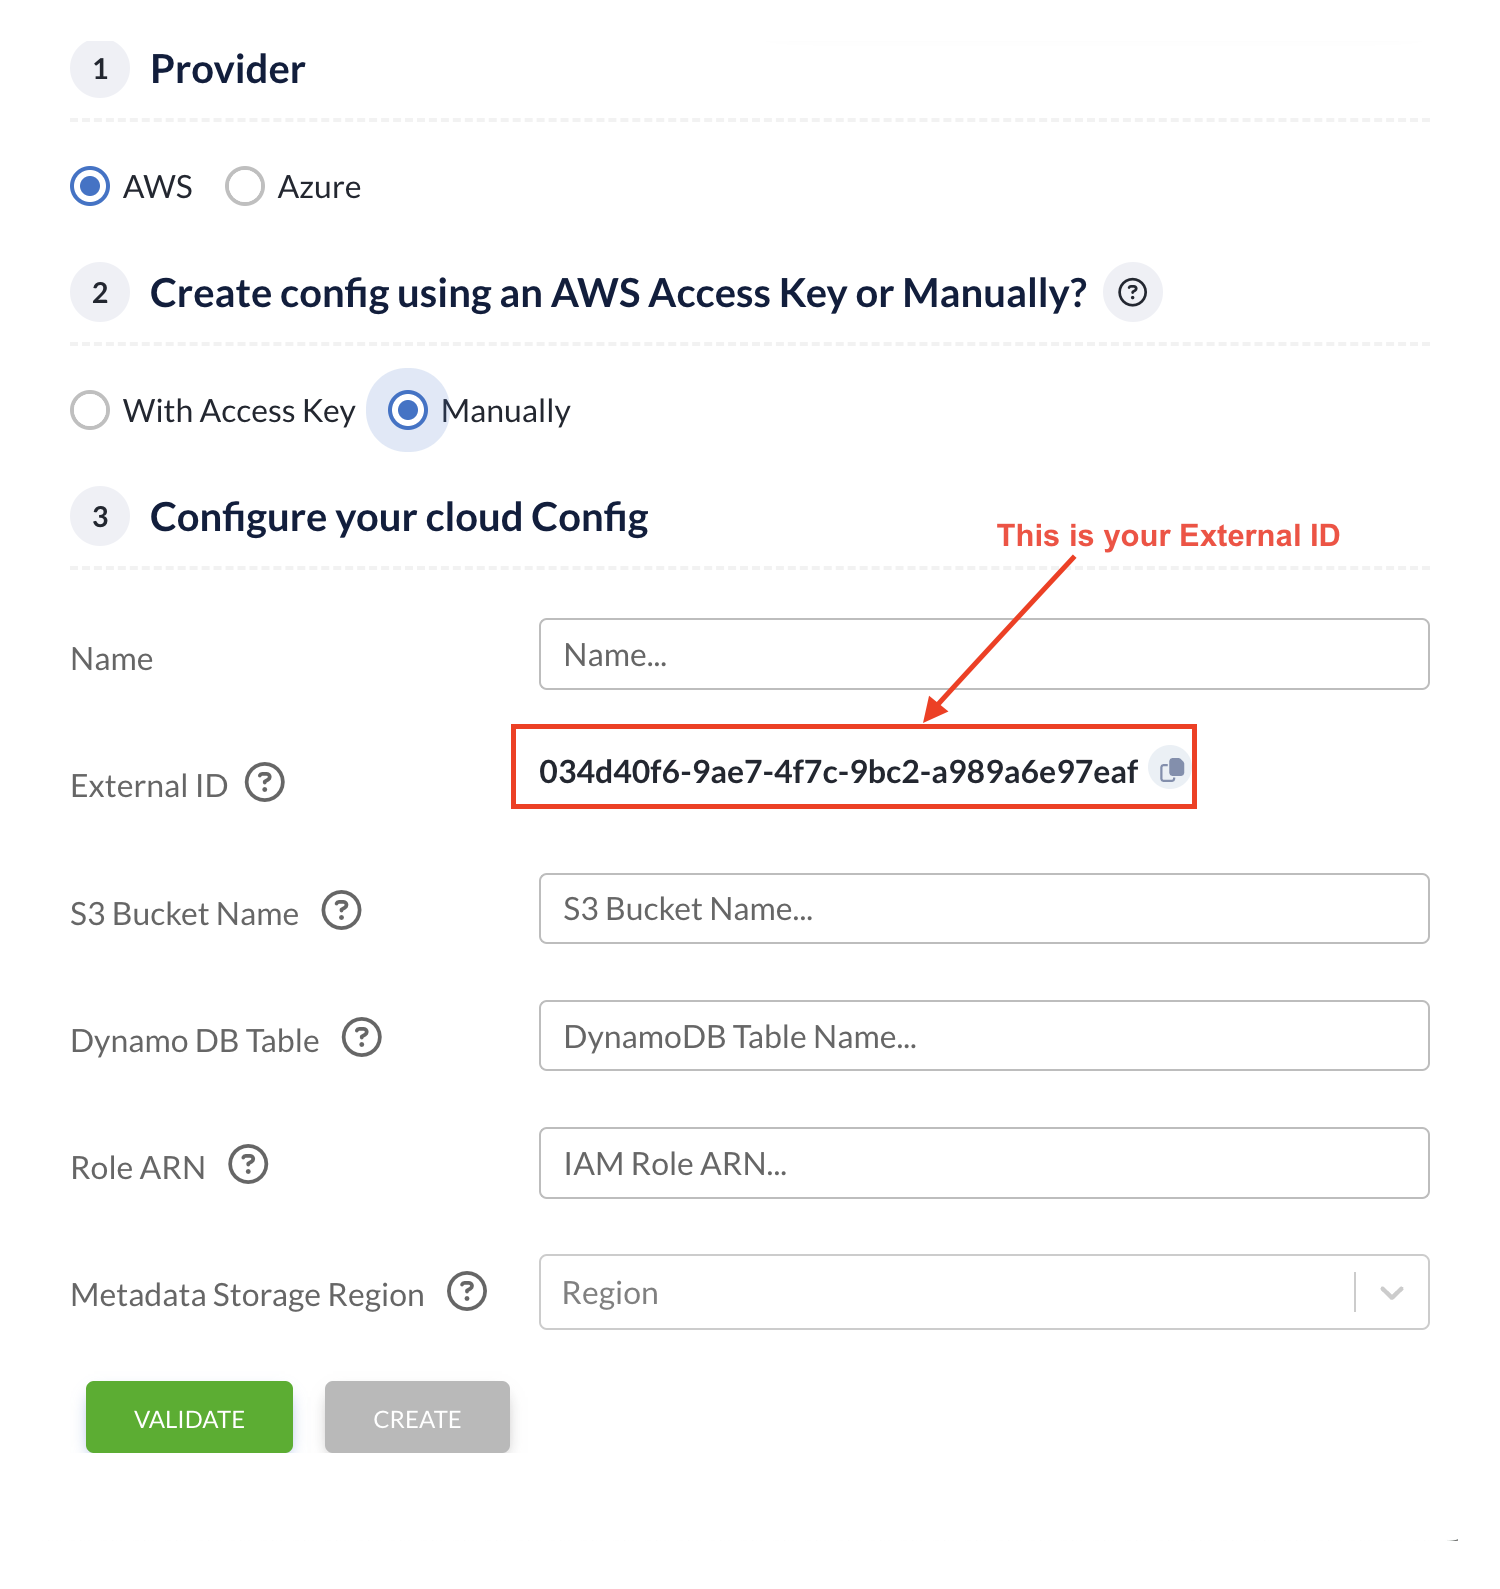 1 Provider
AWS Azure
2 Create config using an AWS Access Key or Manually? ?
With Access Key Manually
3 Configure your cloud Config
This is your External ID
Name Name...
External ID ? 034d40f6-9ae7-4f7c-9bc2-a989a6e97eaf
S3 Bucket Name ? S3 Bucket Name...
Dynamo DB Table ? DynamoDB Table Name...
Role ARN ? IAM Role ARN...
Metadata Storage Region ? Region
VALIDATE CREATE